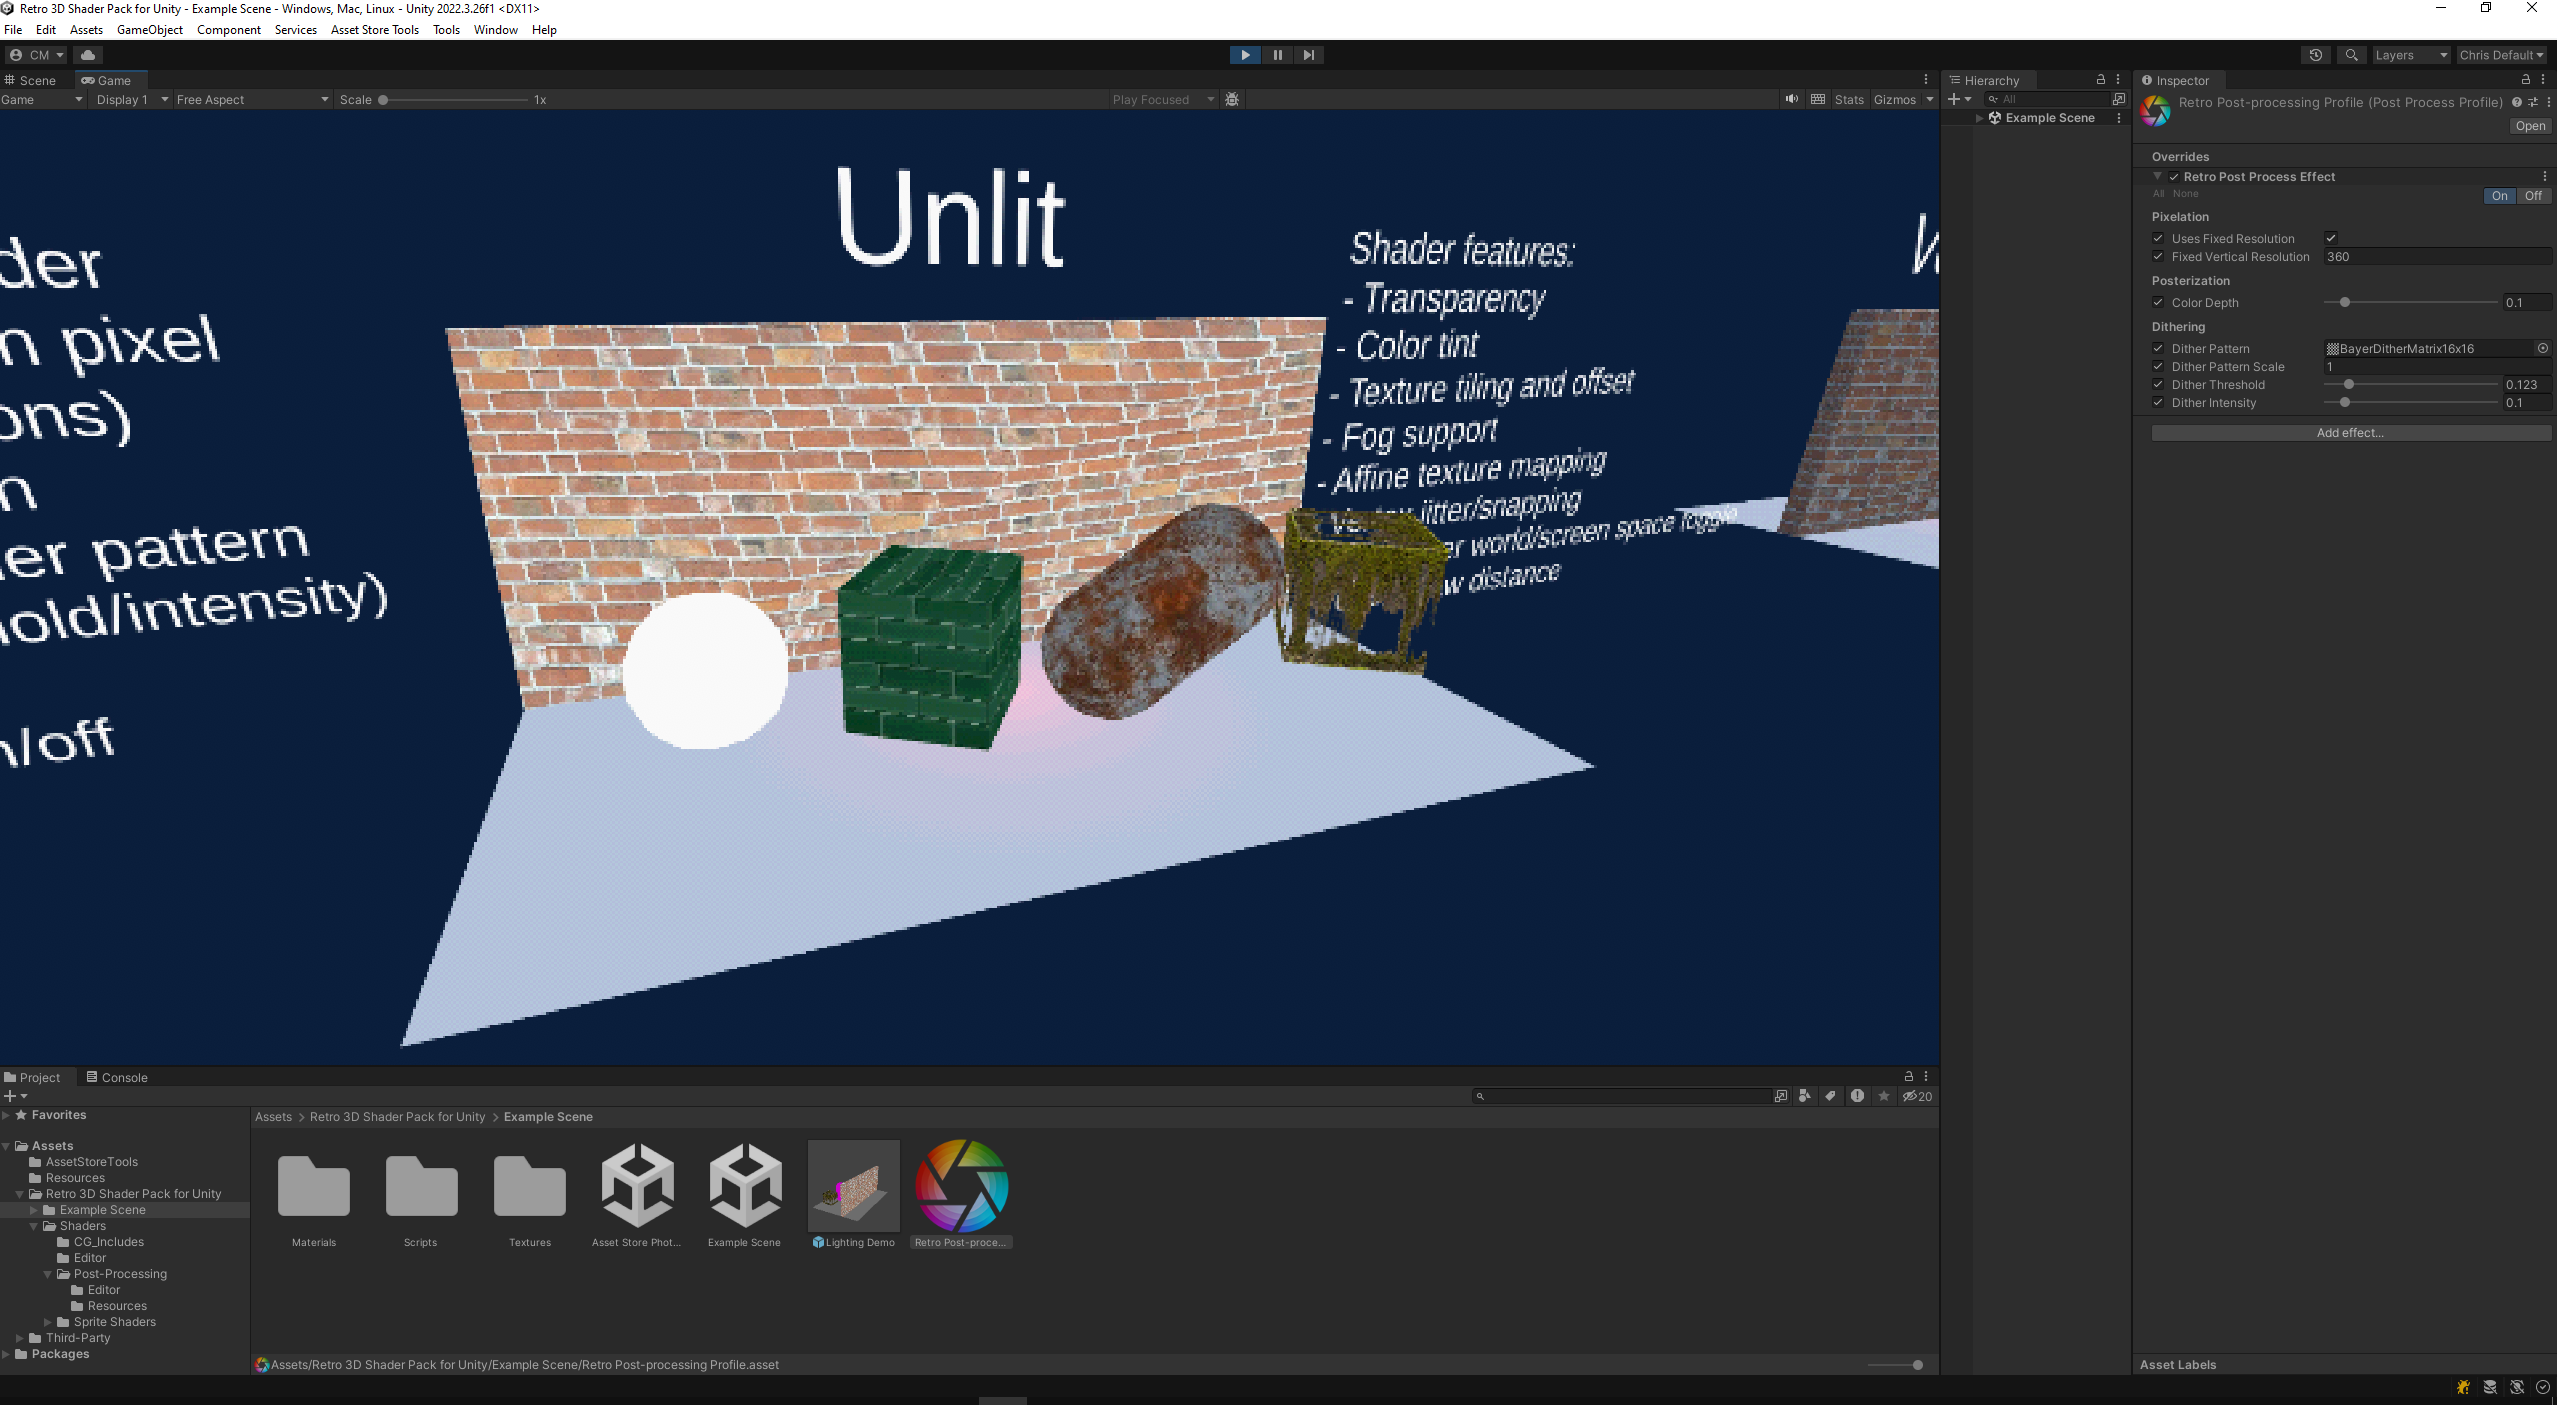 Retro 3D Shader Pack for Unity - Example Scene - Windows, Mac, Linux - Unity 2022.3.26f1 <DX11>
File Edit Assets GameObject Component Services Asset Store Tools Tools Window Help
CM
Layers
Chris Default
Scene
Game
Game
Display 1
Free Aspect
Scale
1x
Play Focused
Stats
Gizmos
Unlit
der
n pixel
ons)
n
er pattern
hold/intensity)
n/off
Shader features:
- Transparency
- Color tint
- Texture tiling and offset
- Fog support
- Affine texture mapping
jitter/snapping
er world/screen space toggle
w distance
Hierarchy
All
Example Scene
Inspector
Retro Post-processing Profile (Post Process Profile)
Open
Overrides
Retro Post Process Effect
All None
On Off
Pixelation
Uses Fixed Resolution
Fixed Vertical Resolution 360
Posterization
Color Depth 0.1
Dithering
Dither Pattern BayerDitherMatrix16x16
Dither Pattern Scale 1
Dither Threshold 0.123
Dither Intensity 0.1
Add effect...
Asset Labels
Project
Console
20
Favorites
Assets
AssetStoreTools
Resources
Retro 3D Shader Pack for Unity
Example Scene
Shaders
CG_Includes
Editor
Post-Processing
Editor
Resources
Sprite Shaders
Third-Party
Packages
Assets > Retro 3D Shader Pack for Unity > Example Scene
Materials
Scripts
Textures
Asset Store Phot...
Example Scene
Lighting Demo
Retro Post-proce...
Assets/Retro 3D Shader Pack for Unity/Example Scene/Retro Post-processing Profile.asset